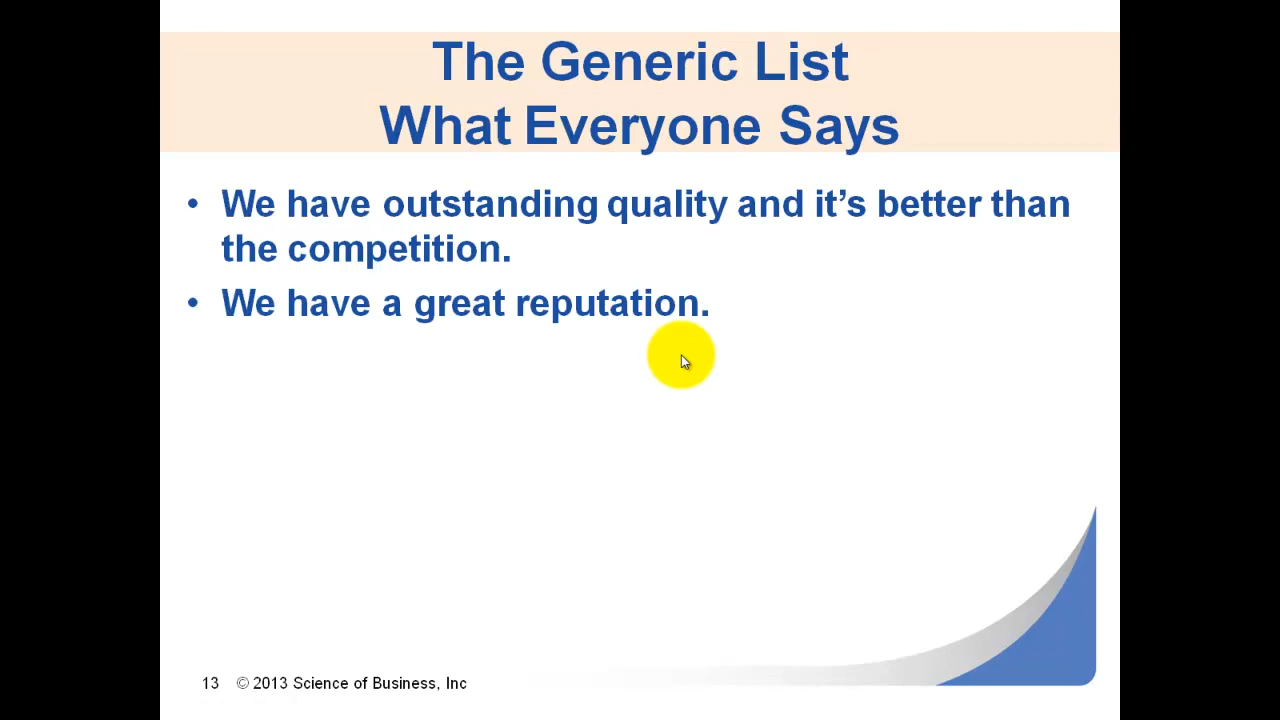 The Generic List
What Everyone Says
• We have outstanding quality and it’s better than
the competition.
• We have a great reputation.
13 © 2013 Science of Business, Inc